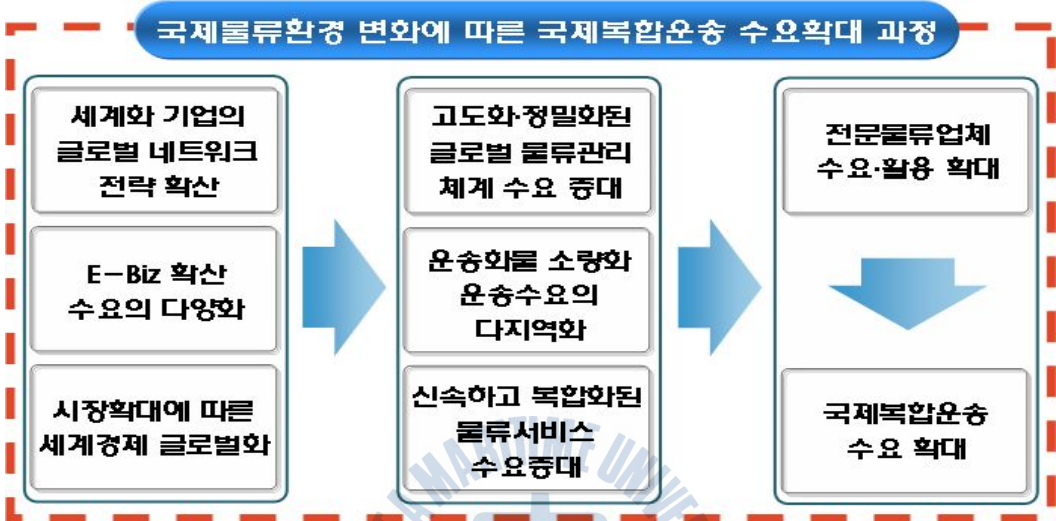 국제물류환경 변화에 따른 국제복합운송 수요확대 과정
세계화 기업의
글로벌 네트워크
전략 확산
E-Biz 확산
수요의 다양화
시장확대에 따른
세계경제 글로벌화
고도화·정밀화된
글로벌 물류관리
체계 수요 증대
운송화물 소량화
운송수요의
다지역화
신속하고 복합화된
물류서비스
수요증대
전문물류업체
수요·활용 확대
국제복합운송
수요 확대
MARITIME